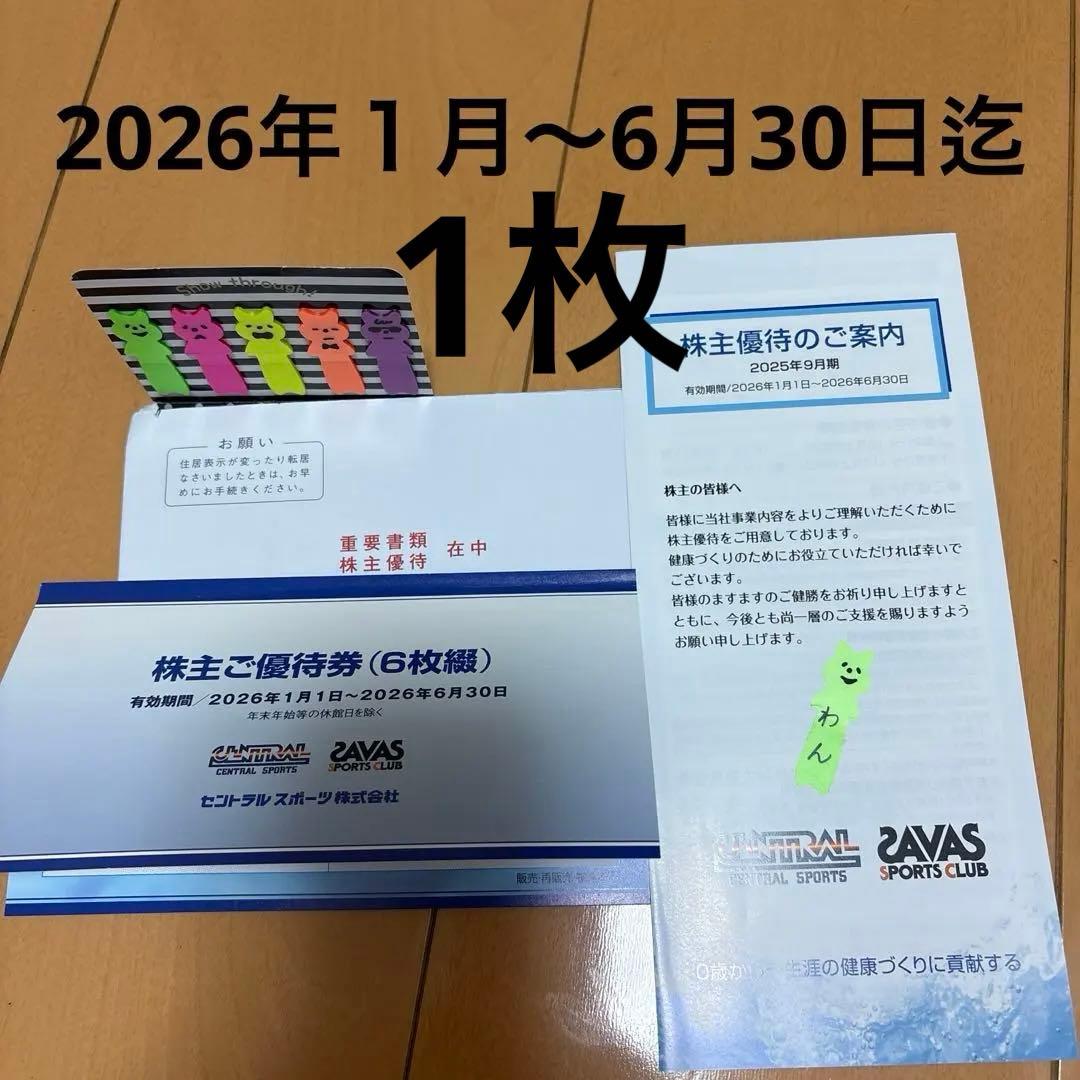 2026年１月〜6月30日迄
1枚
Show through!
株主優待のご案内
2025年9月期
有効期間/2026年1月1日〜2026年6月30日
お願い
住居表示が変ったり転居
なさいましたときは、お早
めにお手続きください。
重要書類
株主優待
在中
株主の皆様へ
皆様に当社事業内容をよりご理解いただくために
株主優待をご用意しております。
健康づくりのためにお役立ていただければ幸いで
ございます。
皆様のますますのご健勝をお祈り申し上げますと
ともに、今後とも尚一層のご支援を賜りますよう
お願い申し上げます。
わん
株主ご優待券(6枚綴)
有効期間/2026年1月1日〜2026年6月30日
年末年始等の休館日を除く
CENTRAL
CENTRAL SPORTS
SAVAS
SPORTS CLUB
セントラルスポーツ株式会社
販売・再販売
CENTRAL
CENTRAL SPORTS
SAVAS
SPORTS CLUB
0歳か 生涯の健康づくりに貢献する